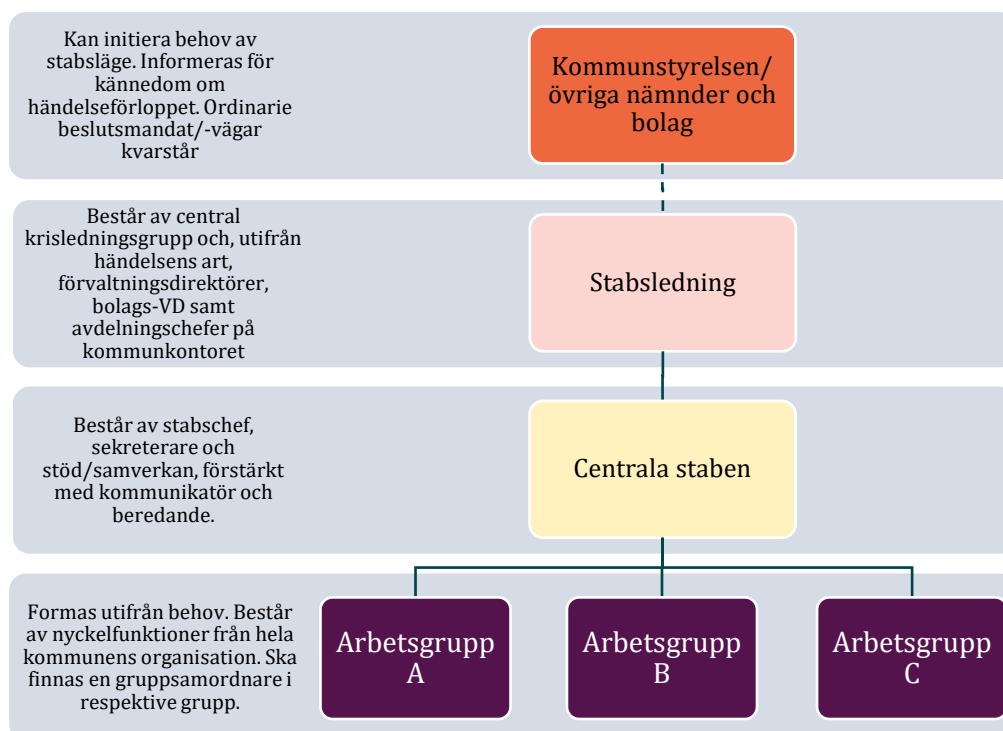 Kan initiera behov av
stabsläge. Informeras för
kännedom om
händelseförloppet. Ordinarie
beslutsmandat/-vägar
kvarstår
Kommunstyrelsen/
övriga nämnder och
bolag
Består av central
krisledningsgrupp och, utifrån
händelsens art,
förvaltningsdirektörer,
bolags-VD samt
avdelningschefer på
kommunkontoret
Stabsledning
Består av stabschef,
sekreterare och
stöd/samverkan, förstärkt
med kommunikatör och
beredande.
Centrala staben
Formas utifrån behov. Består
av nyckelfunktioner från hela
kommunens organisation. Ska
finnas en gruppsamordnare i
respektive grupp.
Arbetsgrupp
A
Arbetsgrupp
B
Arbetsgrupp
C